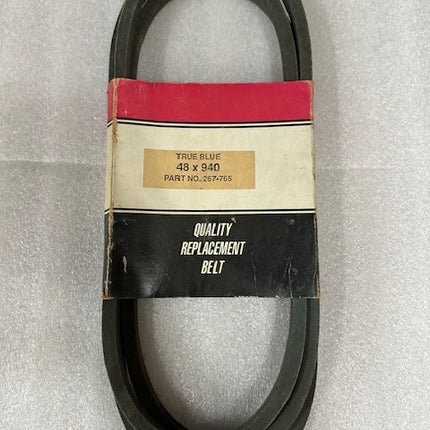 TRUE BLUE
48 x 940
PART NO. 267-765
QUALITY
REPLACEMENT
BELT